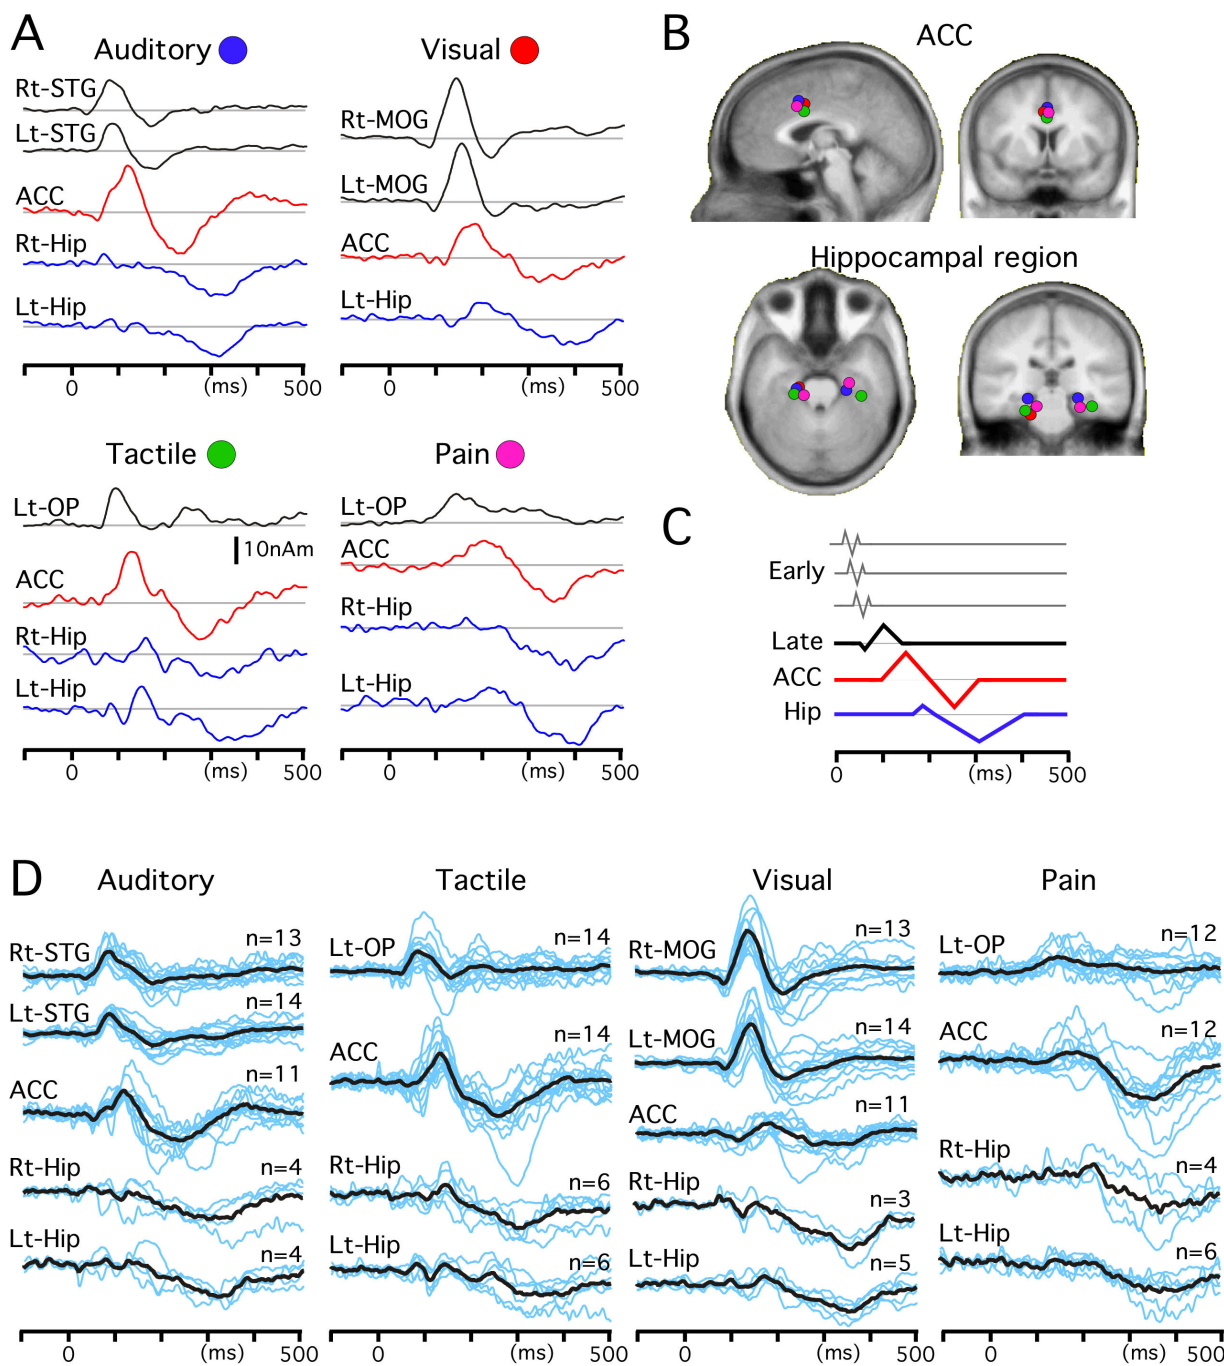 A
Auditory
Rt-STG
Lt-STG
ACC
Rt-Hip
Lt-Hip
0 (ms) 500
Visual
Rt-MOG
Lt-MOG
ACC
Lt-Hip
0 (ms) 500
Tactile
Lt-OP
10nAm
ACC
Rt-Hip
Lt-Hip
0 (ms) 500
Pain
Lt-OP
ACC
Rt-Hip
Lt-Hip
0 (ms) 500
B
ACC
Hippocampal region
C
Early
Late
ACC
Hip
0 (ms) 500
D
Auditory
Rt-STG n=13
Lt-STG n=14
ACC n=11
Rt-Hip n=4
Lt-Hip n=4
0 (ms) 500
Tactile
Lt-OP n=14
ACC n=14
Rt-Hip n=6
Lt-Hip n=6
0 (ms) 500
Visual
Rt-MOG n=13
Lt-MOG n=14
ACC n=11
Rt-Hip n=3
Lt-Hip n=5
0 (ms) 500
Pain
Lt-OP n=12
ACC n=12
Rt-Hip n=4
Lt-Hip n=6
0 (ms) 500